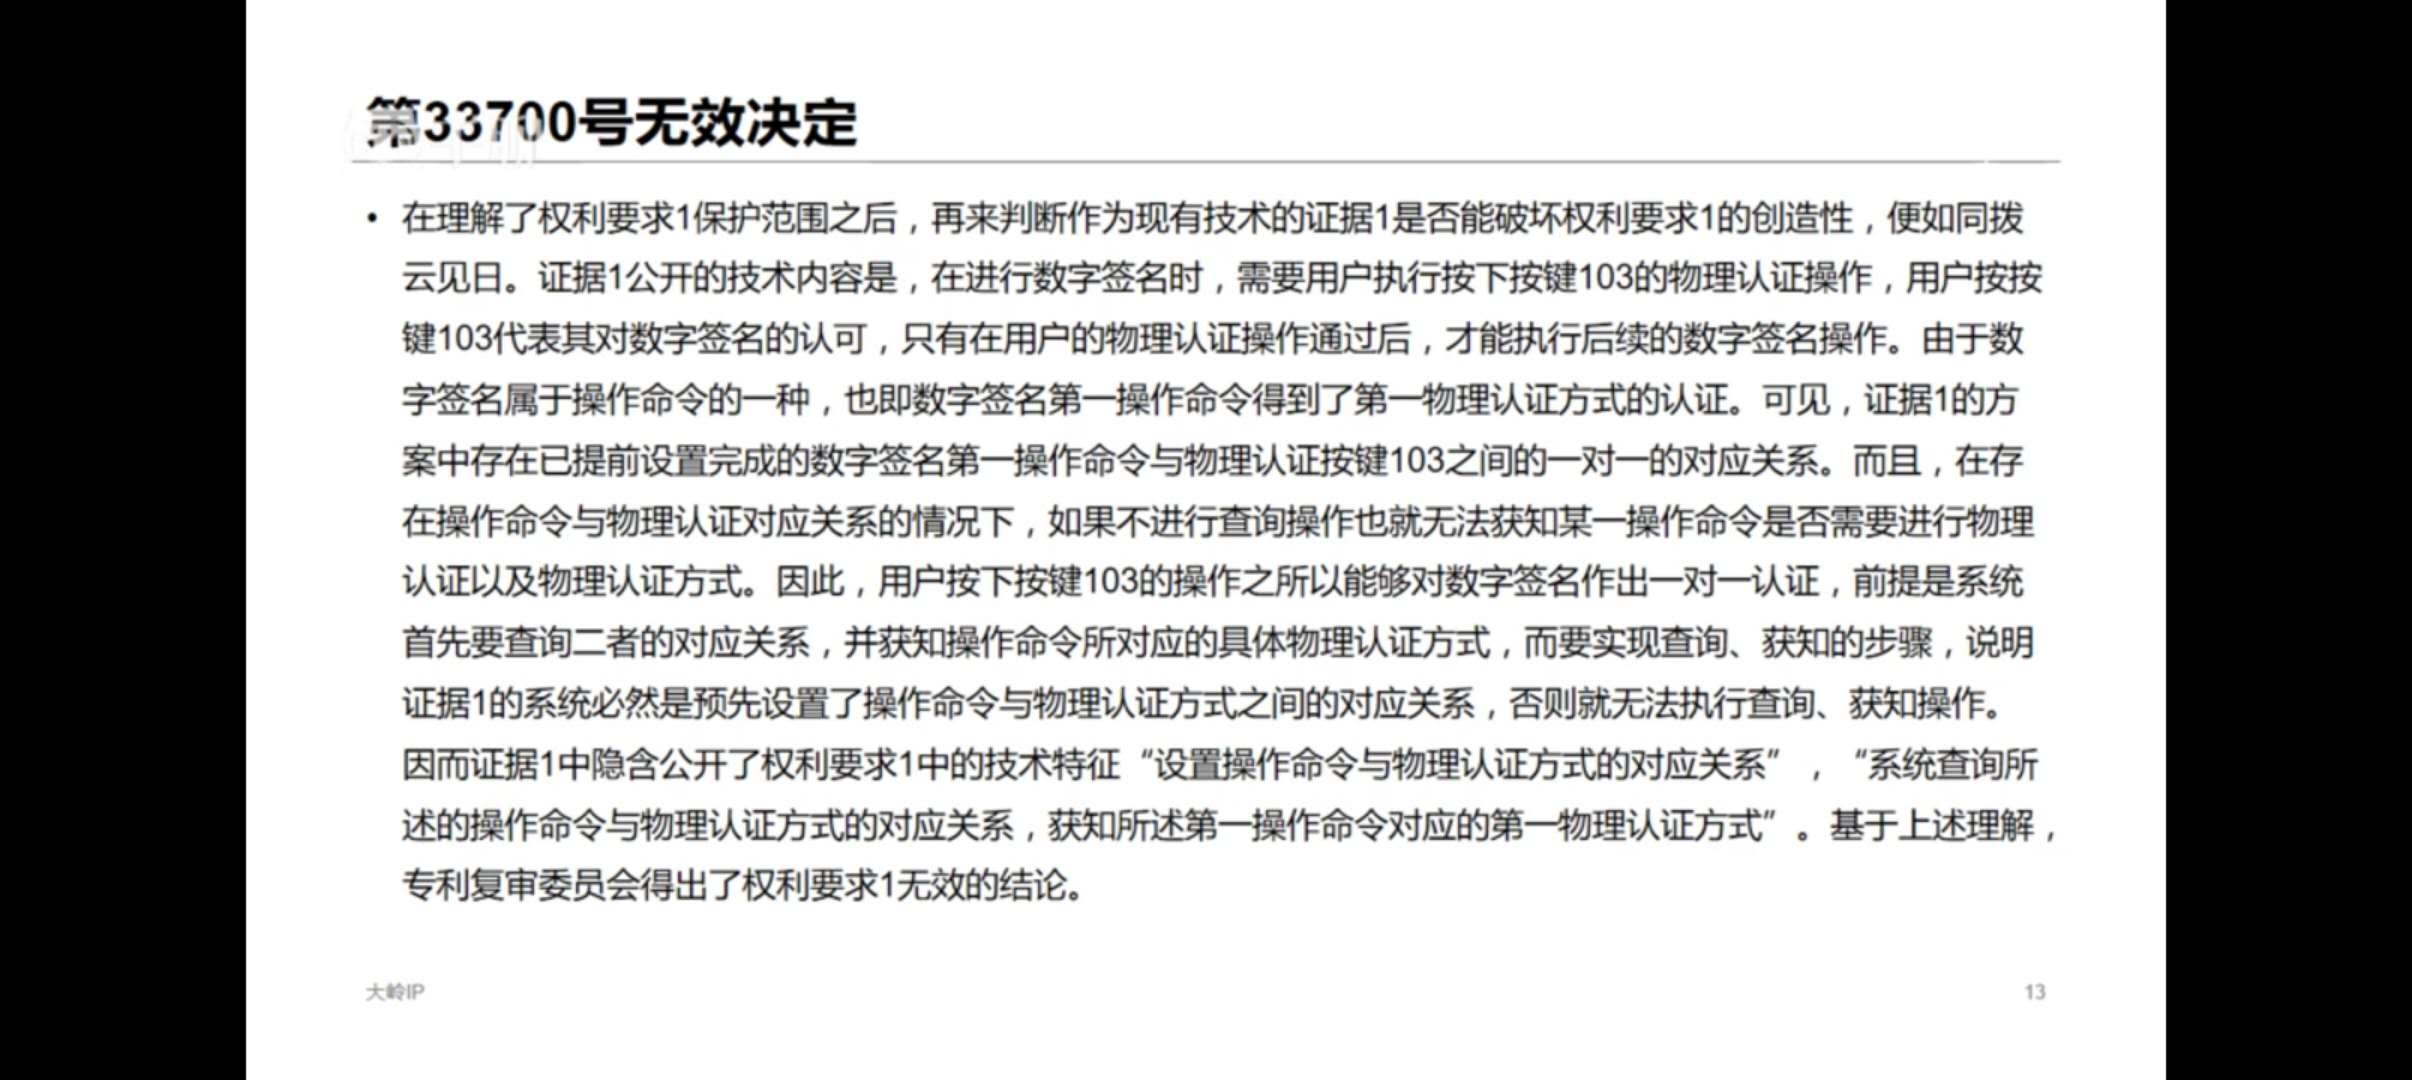 第33700号无效决定
• 在理解了权利要求1保护范围之后，再来判断作为现有技术的证据1是否能破坏权利要求1的创造性，便如同拨
云见日。证据1公开的技术内容是，在进行数字签名时，需要用户执行按下按键103的物理认证操作，用户按按
键103代表其对数字签名的认可，只有在用户的物理认证操作通过后，才能执行后续的数字签名操作。由于数
字签名属于操作命令的一种，也即数字签名第一操作命令得到了第一物理认证方式的认证。可见，证据1的方
案中存在已提前设置完成的数字签名第一操作命令与物理认证按键103之间的一对一的对应关系。而且，在存
在操作命令与物理认证对应关系的情况下，如果不进行查询操作也就无法获知某一操作命令是否需要进行物理
认证以及物理认证方式。因此，用户按下按键103的操作之所以能够对数字签名作出一对一认证，前提是系统
首先要查询二者的对应关系，并获知操作命令所对应的具体物理认证方式，而要实现查询、获知的步骤，说明
证据1的系统必然是预先设置了操作命令与物理认证方式之间的对应关系，否则就无法执行查询、获知操作。
因而证据1中隐含公开了权利要求1中的技术特征“设置操作命令与物理认证方式的对应关系”，“系统查询所
述的操作命令与物理认证方式的对应关系，获知所述第一操作命令对应的第一物理认证方式”。基于上述理解，
专利复审委员会得出了权利要求1无效的结论。
大岭IP
13